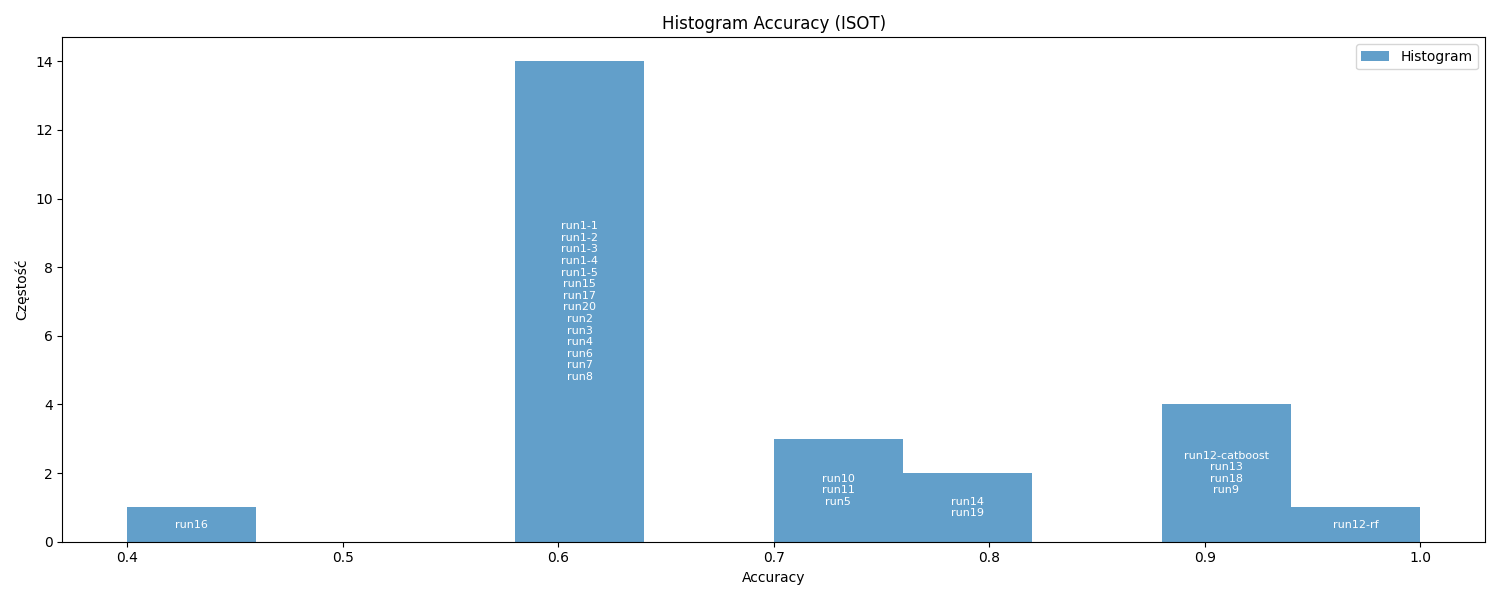 Histogram Accuracy (ISOT)
Histogram
14
12
10
8
6
4
2
0
Częstość
run16
run1-1
run1-2
run1-3
run1-4
run1-5
run15
run17
run20
run2
run3
run4
run6
run7
run8
run10
run11
run5
run14
run19
run12-catboost
run13
run18
run9
run12-rf
0.4
0.5
0.6
0.7
0.8
0.9
1.0
Accuracy